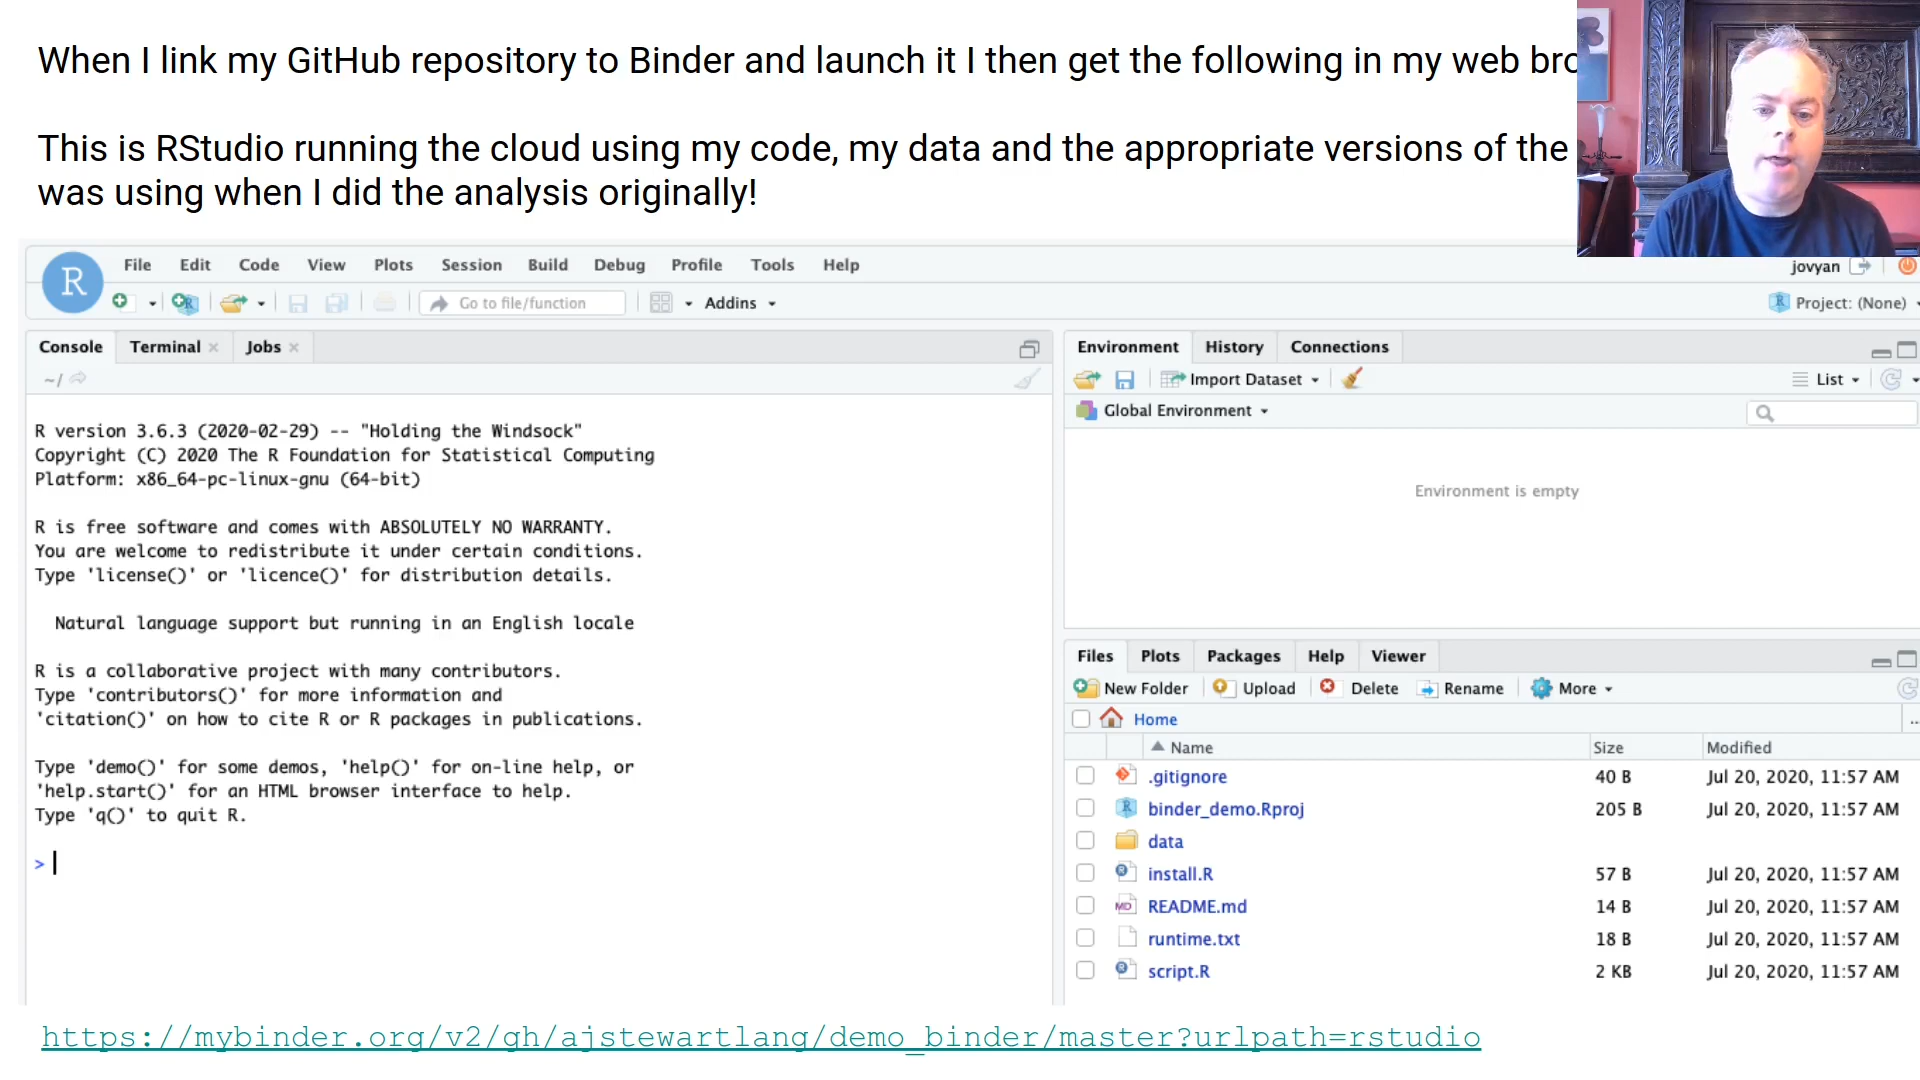 When I link my GitHub repository to Binder and launch it I then get the following in my web bro
This is RStudio running the cloud using my code, my data and the appropriate versions of the
was using when I did the analysis originally!
R
File Edit Code View Plots Session Build Debug Profile Tools Help
jovyan
Go to file/function
Addins
Project: (None)
Console Terminal Jobs
~/
R version 3.6.3 (2020-02-29) -- "Holding the Windsock"
Copyright (C) 2020 The R Foundation for Statistical Computing
Platform: x86_64-pc-linux-gnu (64-bit)
R is free software and comes with ABSOLUTELY NO WARRANTY.
You are welcome to redistribute it under certain conditions.
Type 'license()' or 'licence()' for distribution details.
Natural language support but running in an English locale
R is a collaborative project with many contributors.
Type 'contributors()' for more information and
'citation()' on how to cite R or R packages in publications.
Type 'demo()' for some demos, 'help()' for on-line help, or
'help.start()' for an HTML browser interface to help.
Type 'q()' to quit R.
>
Environment History Connections
Import Dataset
List
Global Environment
Environment is empty
Files Plots Packages Help Viewer
New Folder Upload Delete Rename More
Home
...
Name Size Modified
.gitignore 40 B Jul 20, 2020, 11:57 AM
binder_demo.Rproj 205 B Jul 20, 2020, 11:57 AM
data
install.R 57 B Jul 20, 2020, 11:57 AM
README.md 14 B Jul 20, 2020, 11:57 AM
runtime.txt 18 B Jul 20, 2020, 11:57 AM
script.R 2 KB Jul 20, 2020, 11:57 AM
https://mybinder.org/v2/gh/ajstewartlang/demo_binder/master?urlpath=rstudio